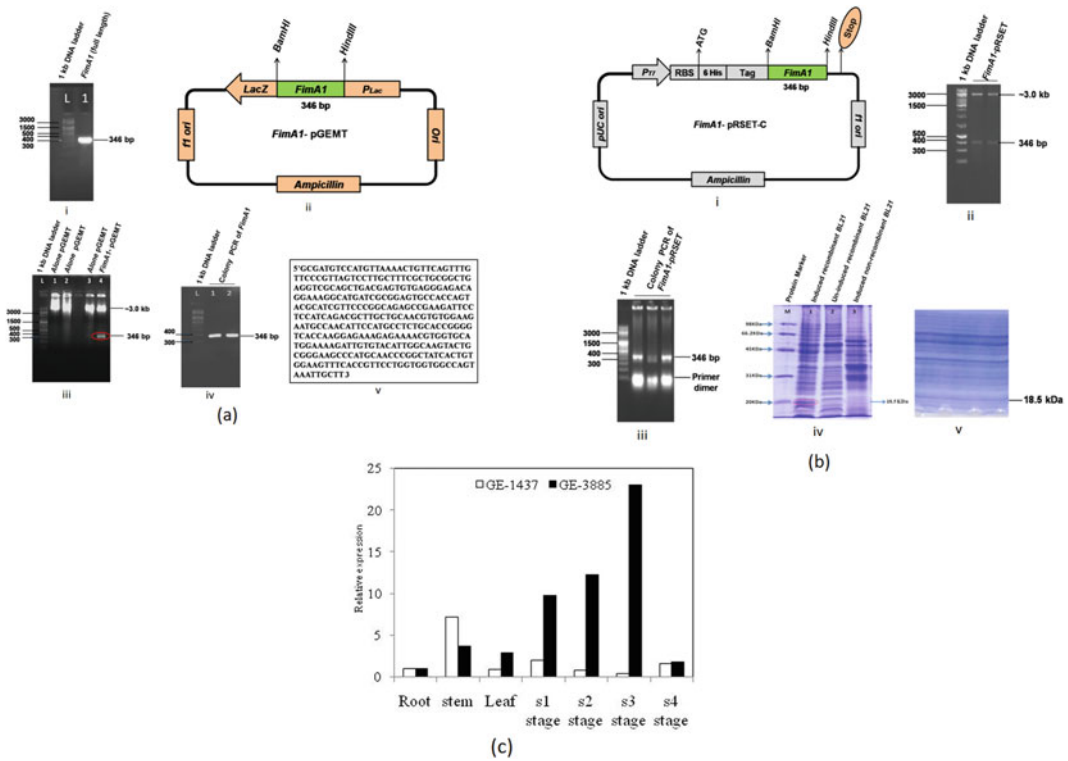 1 kb DNA ladder
FimA1 (full length)
L
1
3000
1500
500
400
300
346 bp
i
BamHI
HindIII
LacZ
FimA1
PLac
346 bp
f1 ori
FimA1- pGEMT
Ori
Ampicillin
ii
ATG
BamHI
HindIII
Stop
PT7
RBS
6 His
Tag
FimA1
346 bp
pUC ori
FimA1- pRSET-C
f1 ori
Ampicillin
i
1 kb DNA ladder
FimA1-pRSET
3000
1500
500
400
300
~3.0 kb
346 bp
ii
1 kb DNA ladder
Alone pGEMT
Alone pGEMT
Alone pGEMT
FimA1- pGEMT
L
1
2
3
4
3000
1500
500
400
300
~3.0 kb
346 bp
iii
1 kb DNA ladder
Colony PCR of FimA1
L
1
2
400
300
346 bp
iv
5'GCGATGTCCATGTTAAAACTGTTCAGTTTG
TTCCCGTTAGTCCTTGCTTTCGCTGCGGCTG
AGGTCGCAGCTGACGAGTGTGAGGGAGACA
GGAAAGGCATGATCGCGGAGTGCCACCAGT
ACGCATCGTTCCCGGCAGAGCCGAAGATTCC
TCCATCAGACGCTTGCTGCAACGTGTGGAAG
AATGCCAACATTCCATGCCTCTGCACCGGGG
TCACCAAGGAGAAAGAGAAAACGTGGTGCA
TGGAAAAGATTGTGTACATTGGCAAGTACTG
CGGGAAGCCCATGCAACCCGGCTATCACTGT
GGAAGTTTCACCGTTCCTGGTGGTGGCCAGT
AAATTGCTT3
v
(a)
1 kb DNA ladder
Colony PCR of
FimA1-pRSET
3000
1500
400
300
346 bp
Primer
dimer
iii
Protein Marker
Induced recombinant BL21
Un-induced recombinant BL21
Induced non-recombinant BL21
M
1
2
3
66.2KDa
45KDa
31KDa
20KDa
iv
18.5 kDa
v
(b)
GE-1437
GE-3885
Relative expression
25
20
15
10
5
0
Root
stem
Leaf
s1 stage
s2 stage
s3 stage
s4 stage
(c)